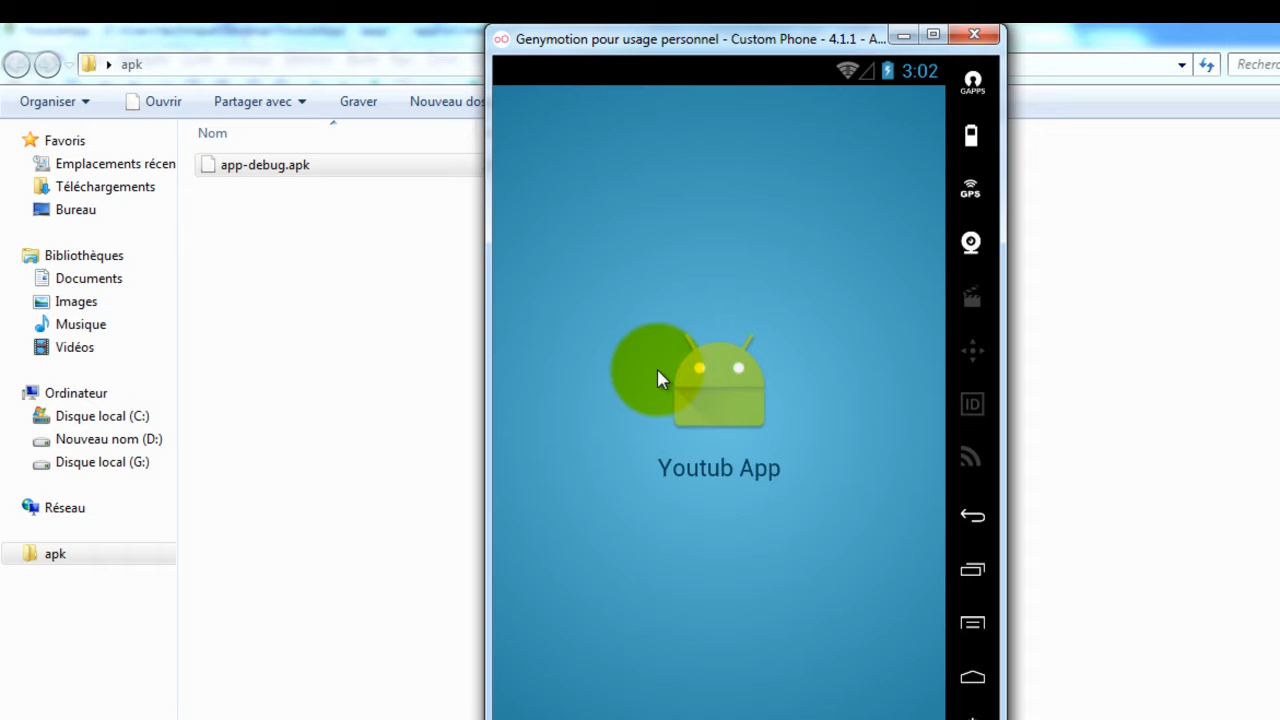 Genymotion pour usage personnel - Custom Phone - 4.1.1 - A...
apk
Recherc
Organiser
Ouvrir
Partager avec
Graver
Nouveau dos
3:02
GAPPS
Nom
Favoris
Emplacements récen
Téléchargements
Bureau
app-debug.apk
GPS
Bibliothèques
Documents
Images
Musique
Vidéos
Ordinateur
Disque local (C:)
Nouveau nom (D:)
Disque local (G:)
ID
Youtub App
Réseau
apk